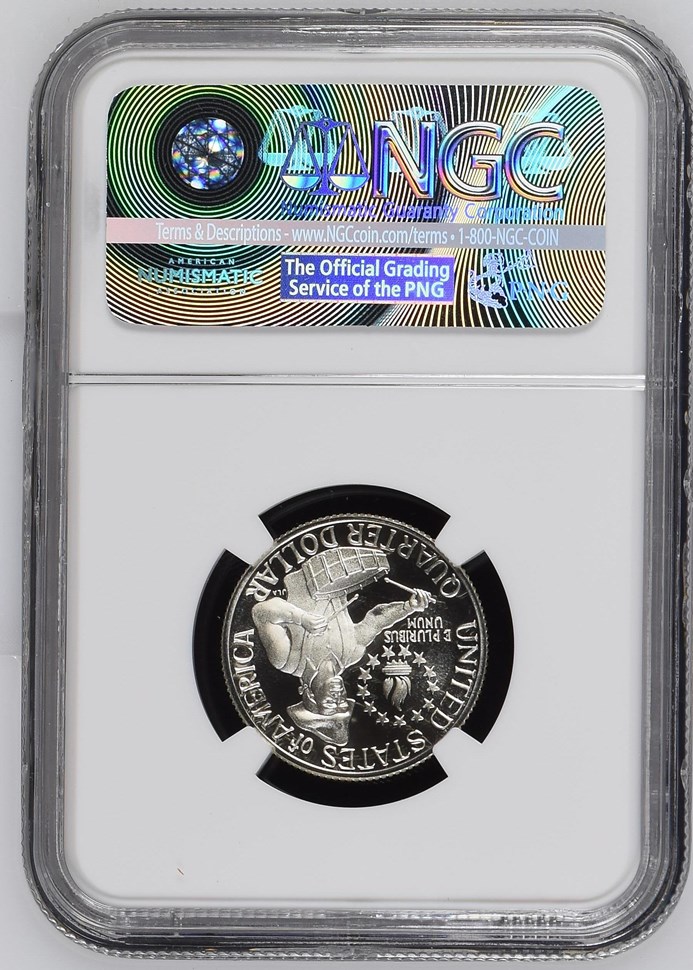 NGC
Numismatic Guaranty Corporation
Terms & Descriptions - www.NGCcoin.com/terms • 1-800-NGC-COIN
AMERICAN
NUMISMATIC
The Official Grading
Service of the PNG
PNG
UNITED STATES OF AMERICA
E PLURIBUS
UNUM
JLA
QUARTER DOLLAR